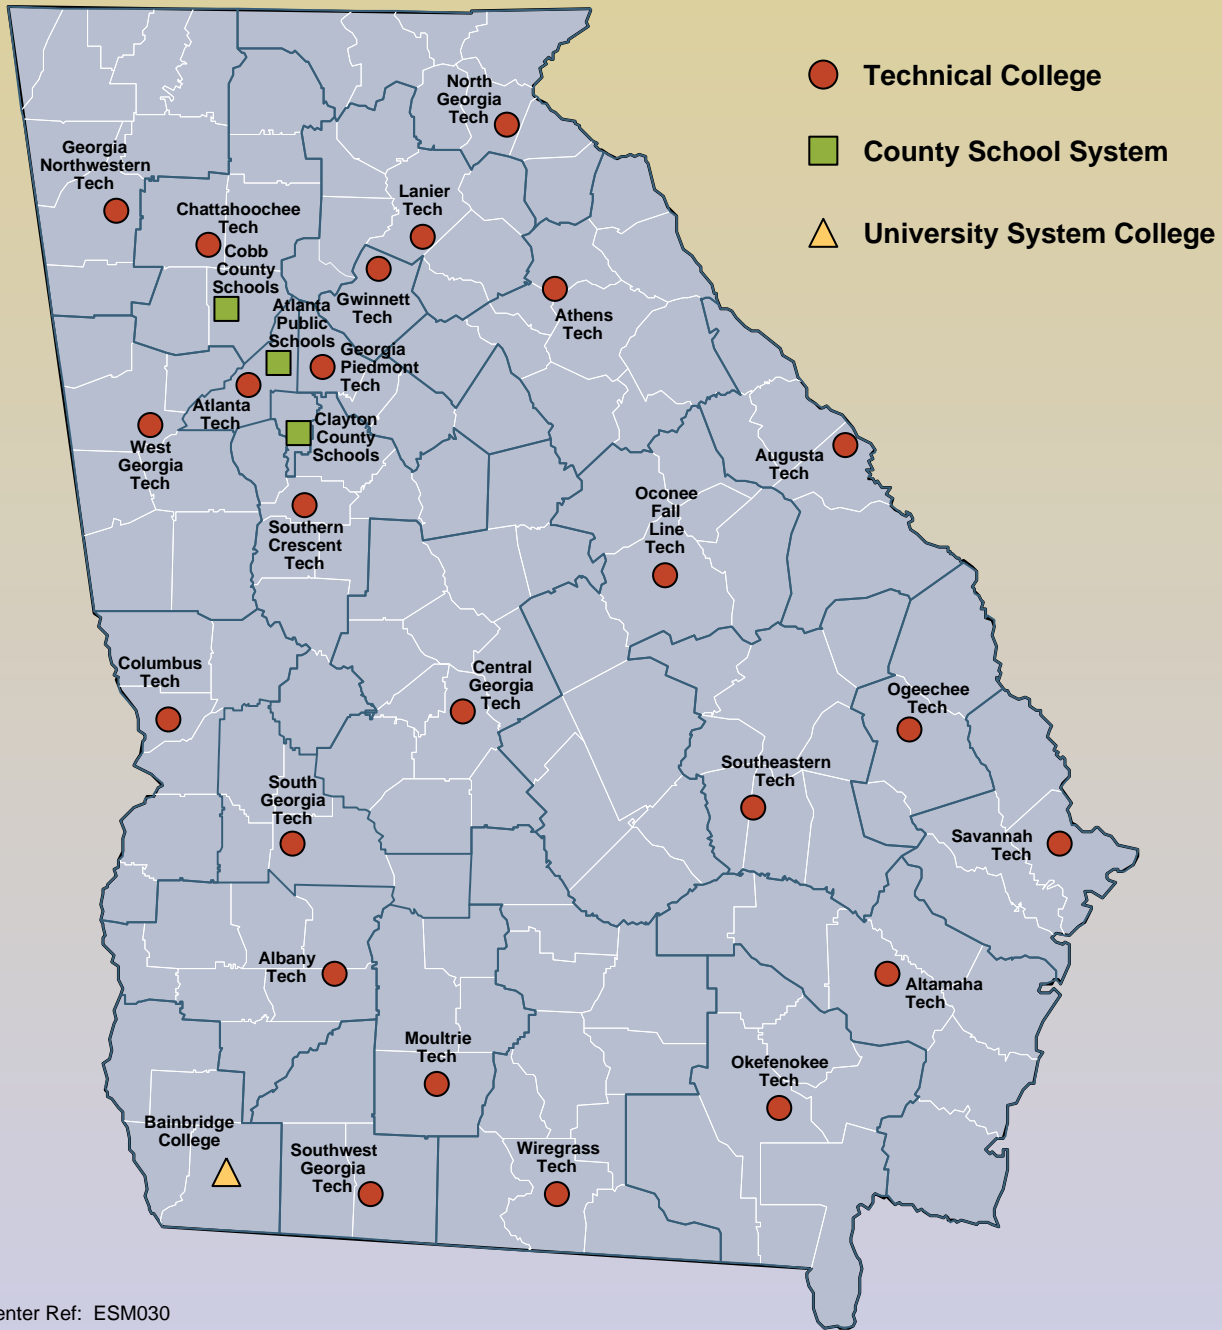 North
Georgia
Tech
Technical College
County School System
University System College
Georgia
Northwestern
Tech
Chattahoochee
Tech
Lanier
Tech
Cobb
County
Schools
Atlanta
Public
Schools
Gwinnett
Tech
Athens
Tech
Georgia
Piedmont
Tech
Atlanta
Tech
Clayton
County
Schools
West
Georgia
Tech
Augusta
Tech
Southern
Crescent
Tech
Oconee
Fall
Line
Tech
Columbus
Tech
Central
Georgia
Tech
Ogeechee
Tech
South
Georgia
Tech
Southeastern
Tech
Savannah
Tech
Albany
Tech
Altamaha
Tech
Moultrie
Tech
Okefenokee
Tech
Bainbridge
College
Southwest
Georgia
Tech
Wiregrass
Tech
enter Ref: ESM030